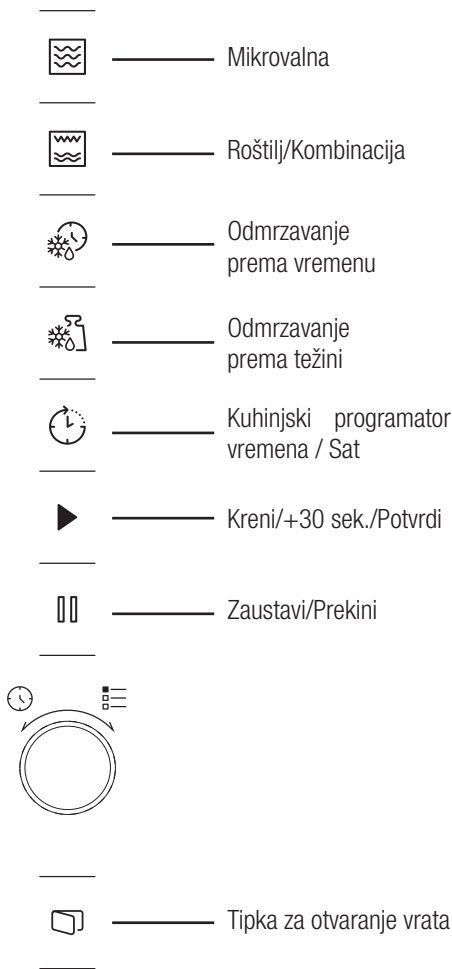 Mikrovalna
Roštilj/Kombinacija
Odmrzavanje
prema vremenu
Odmrzavanje
prema težini
Kuhinjski programator
vremena / Sat
Kreni/+30 sek./Potvrdi
Zaustavi/Prekini
Tipka za otvaranje vrata